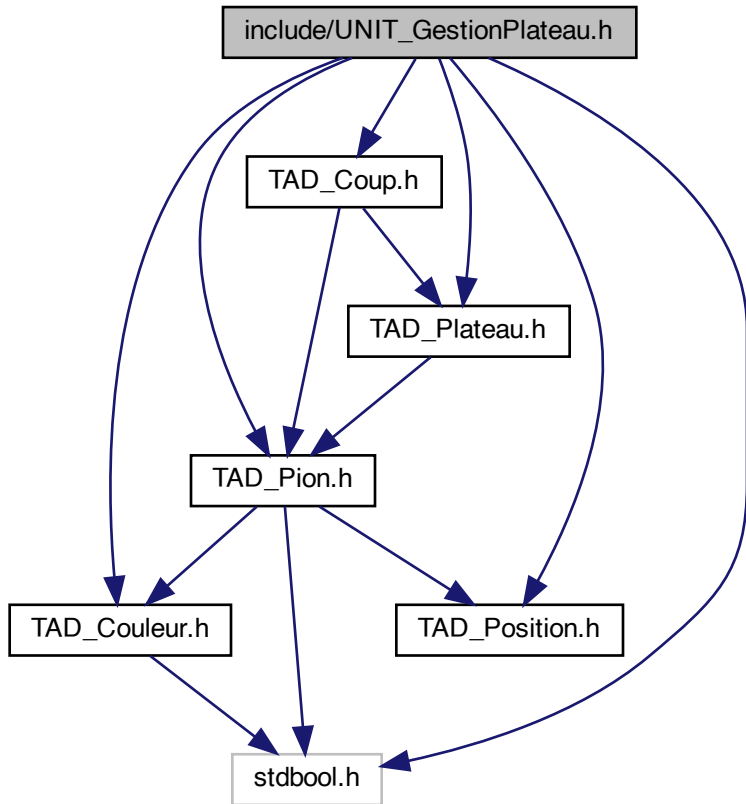 include/UNIT_GestionPlateau.h
TAD_Coup.h
TAD_Plateau.h
TAD_Pion.h
TAD_Couleur.h
TAD_Position.h
stdbool.h